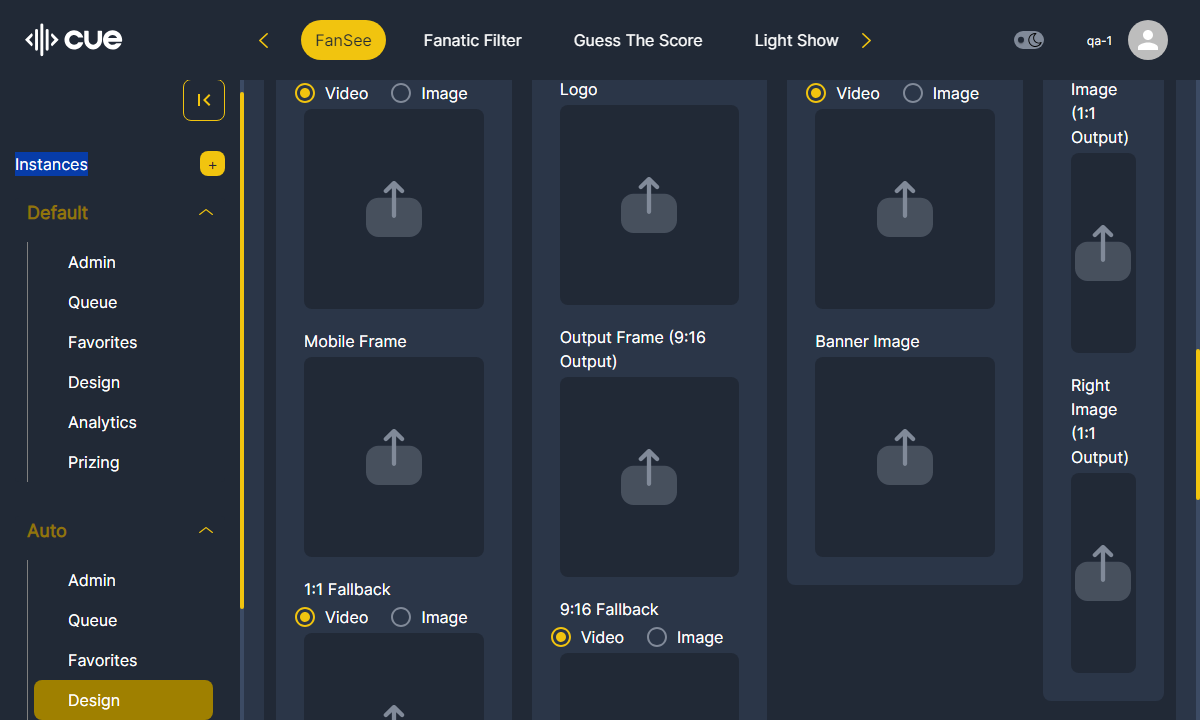 cue
FanSee
Fanatic Filter
Guess The Score
Light Show
qa-1
Instances
+
Default
Admin
Queue
Favorites
Design
Analytics
Prizing
Auto
Admin
Queue
Favorites
Design
Video
Image
Mobile Frame
1:1 Fallback
Video
Image
Logo
Output Frame (9:16
Output)
9:16 Fallback
Video
Image
Video
Image
Banner Image
Image
(1:1
Output)
Right
Image
(1:1
Output)